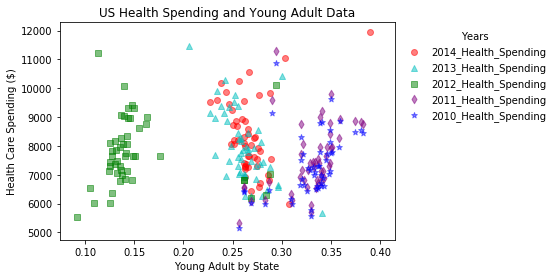 US Health Spending and Young Adult Data
Health Care Spending ($)
12000
11000
10000
9000
8000
7000
6000
5000
0.10
0.15
0.20
0.25
0.30
0.35
0.40
Young Adult by State
Years
2014_Health_Spending
2013_Health_Spending
2012_Health_Spending
2011_Health_Spending
2010_Health_Spending